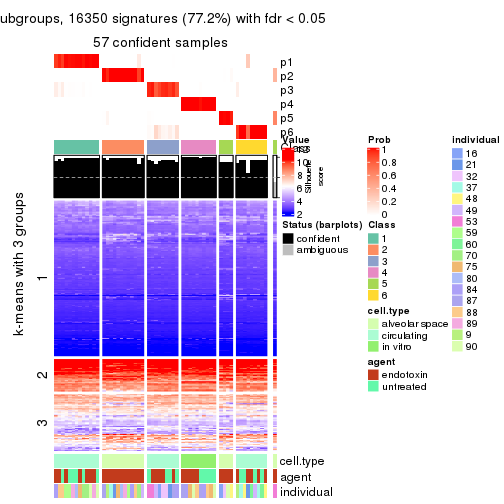 ubgroups, 16350 signatures (77.2%) with fdr < 0.05
57 confident samples
p1
p2
p3
p4
p5
p6
Class
Silhouette
score
k-means with 3 groups
1
2
3
cell.type
agent
individual
Value
12
10
8
6
4
2
Status (barplots)
confident
ambiguous
Prob
1
0.8
0.6
0.4
0.2
0
Class
1
2
3
4
5
6
cell.type
alveolar space
circulating
in vitro
agent
endotoxin
untreated
individual
16
21
32
37
48
49
53
59
60
70
75
80
84
87
88
89
9
90